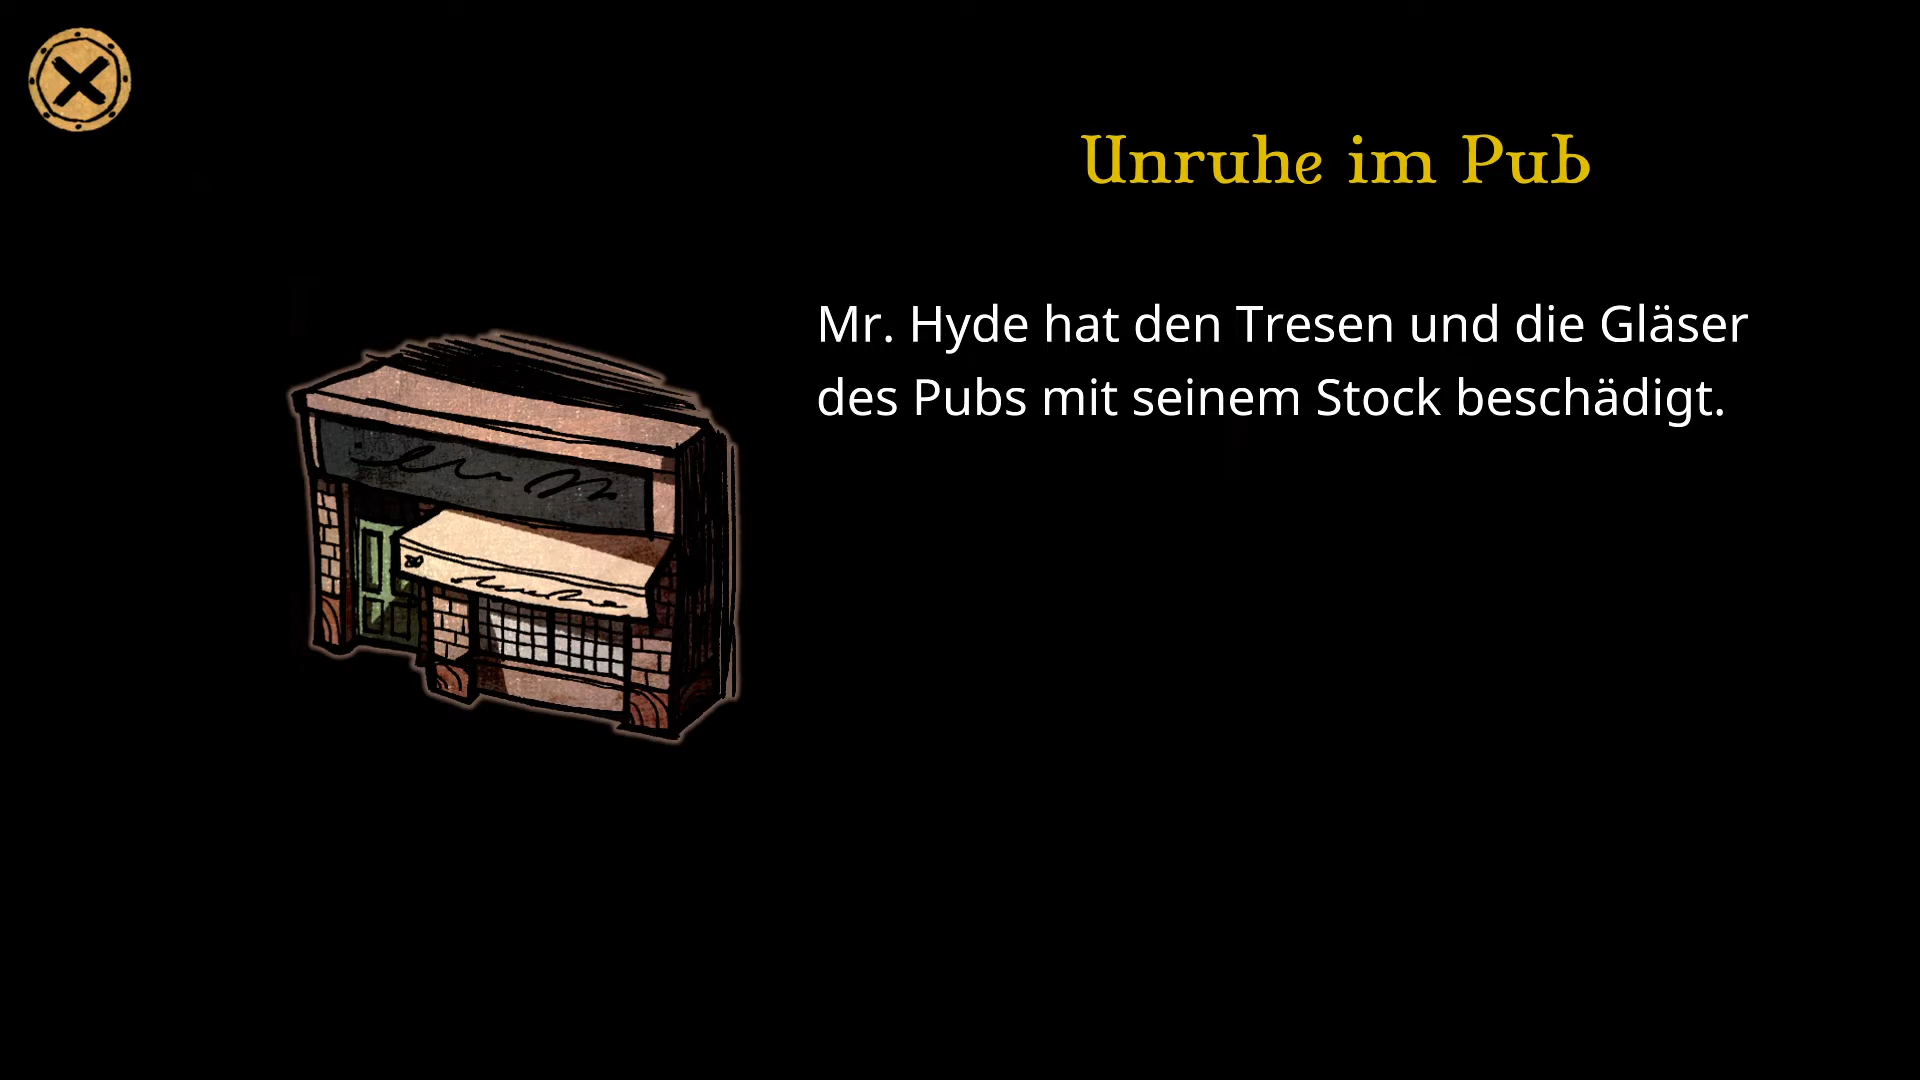 Unruhe im Pub
Mr. Hyde hat den Tresen und die Gläser
des Pubs mit seinem Stock beschädigt.